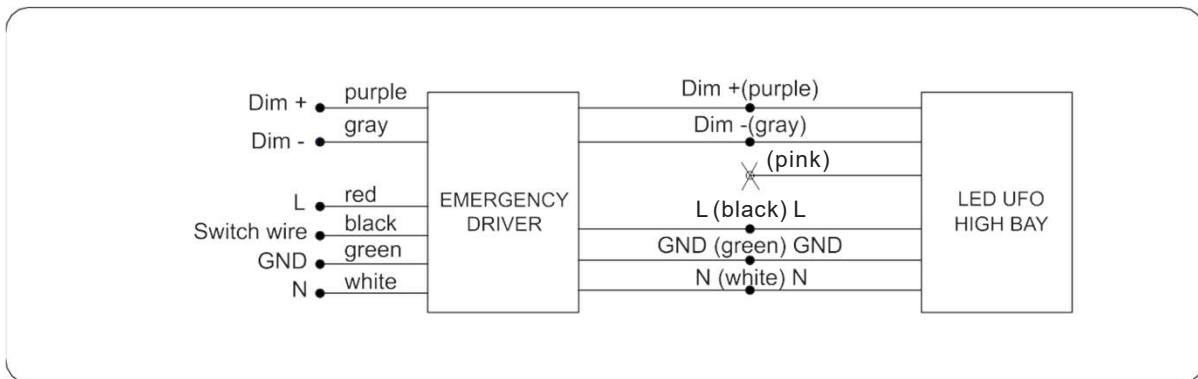 Dim + purple
Dim - gray
L red
Switch wire black
GND green
N white
EMERGENCY
DRIVER
Dim +(purple)
Dim -(gray)
(pink)
L (black) L
GND (green) GND
N (white) N
LED UFO
HIGH BAY